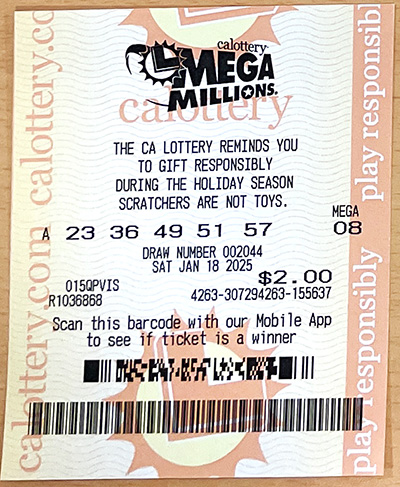 calottery
MEGA
MILLIONS.
calottery
THE CA LOTTERY REMINDS YOU
TO GIFT RESPONSIBLY
DURING THE HOLIDAY SEASON
SCRATCHERS ARE NOT TOYS.
MEGA
A 23 36 49 51 57 08
DRAW NUMBER 002044
SAT JAN 18 2025
$2.00
015QPVIS
R1036868 4263-307294263-155637
Scan this barcode with our Mobile App
to see if ticket is a winner
calottery.com calottery.cc
play responsibly play responsibl
calottery